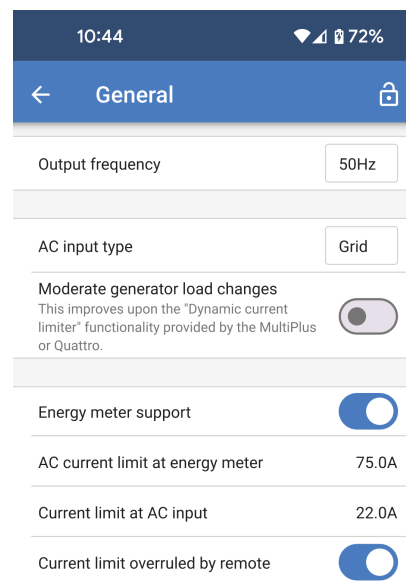 10:44
72%
General
Output frequency
50Hz
AC input type
Grid
Moderate generator load changes
This improves upon the "Dynamic current
limiter" functionality provided by the MultiPlus
or Quattro.
Energy meter support
AC current limit at energy meter
75.0A
Current limit at AC input
22.0A
Current limit overruled by remote